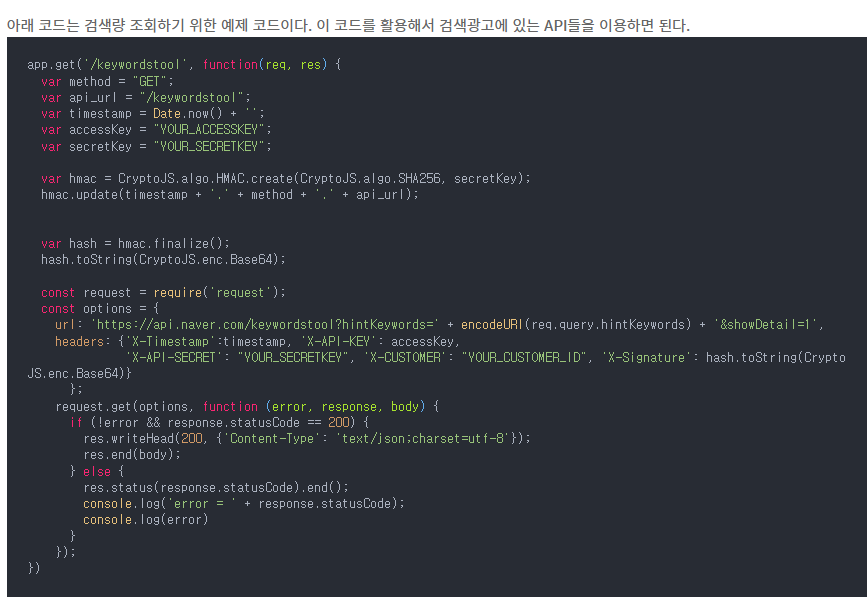 아래 코드는 검색량 조회하기 위한 예제 코드이다. 이 코드를 활용해서 검색광고에 있는 API들을 이용하면 된다.
app.get('/keywordstool', function(req, res) {
  var method = "GET";
  var api_url = "/keywordstool";
  var timestamp = Date.now() + '';
  var accessKey = "YOUR_ACCESSKEY";
  var secretKey = "YOUR_SECRETKEY";
  var hmac = CryptoJS.algo.HMAC.create(CryptoJS.algo.SHA256, secretKey);
  hmac.update(timestamp + '.' + method + '.' + api_url);
  var hash = hmac.finalize();
  hash.toString(CryptoJS.enc.Base64);
  const request = require('request');
  const options = {
    url: 'https://api.naver.com/keywordstool?hintKeywords=' + encodeURI(req.query.hintKeywords) + '&showDetail=1',
    headers: {'X-Timestamp':timestamp, 'X-API-KEY': accessKey,
              'X-API-SECRET': "YOUR_SECRETKEY", 'X-CUSTOMER': "YOUR_CUSTOMER_ID", 'X-Signature': hash.toString(Crypto
JS.enc.Base64)}
       };
    request.get(options, function (error, response, body) {
      if (!error && response.statusCode == 200) {
        res.writeHead(200, {'Content-Type': 'text/json;charset=utf-8'});
        res.end(body);
      } else {
        res.status(response.statusCode).end();
        console.log('error = ' + response.statusCode);
        console.log(error)
      }
    });
})